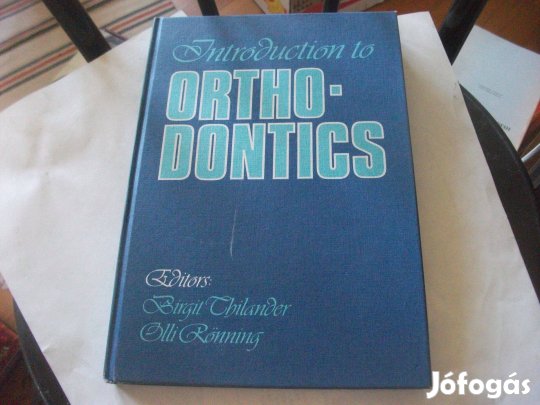 Introduction to
ORTHO-
DONTICS
Editors:
Birgit Thilander
Olli Rönning
Jófogás